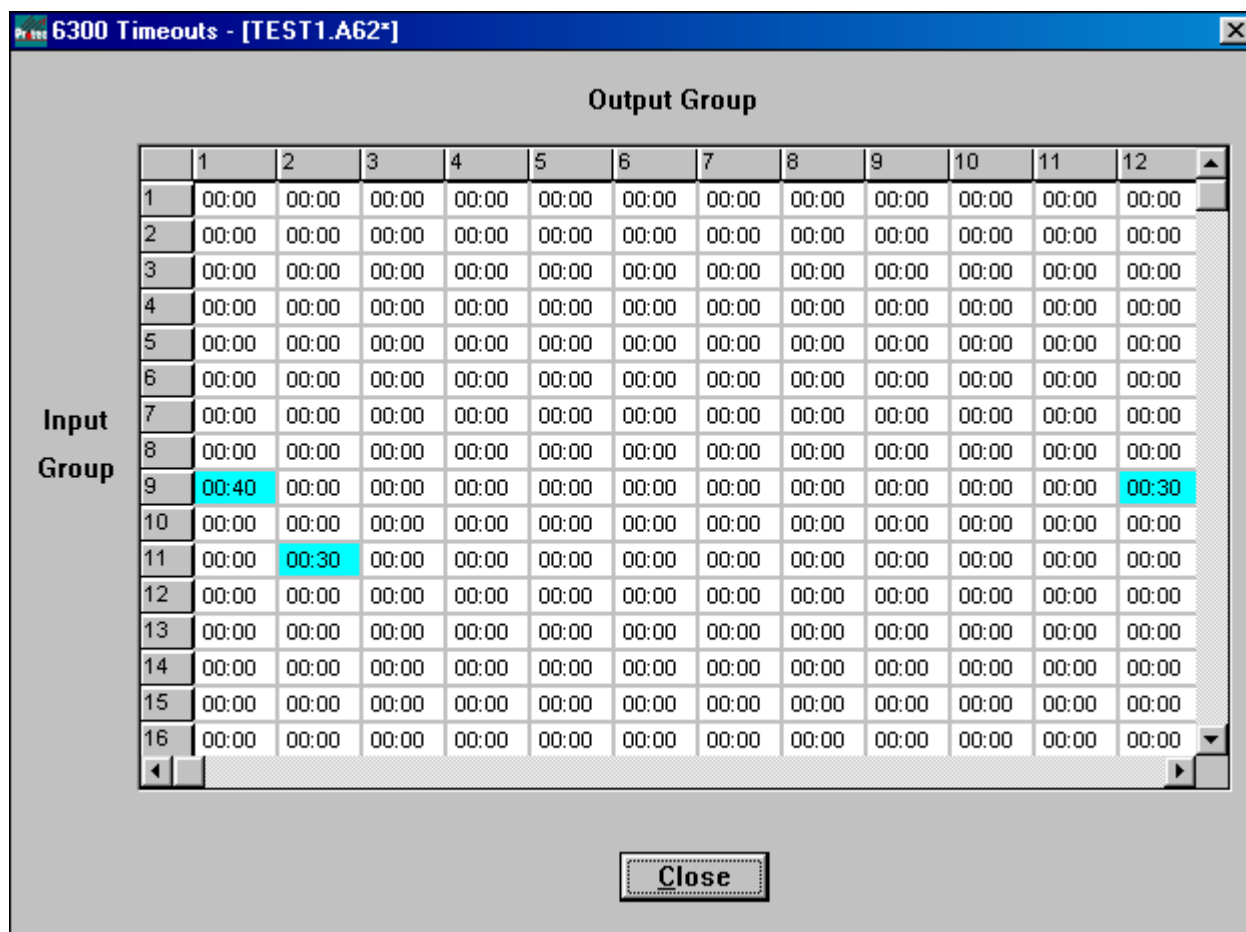 Protec 6300 Timeouts - [TEST1.A62*]
Output Group
1 2 3 4 5 6 7 8 9 10 11 12
1 00:00 00:00 00:00 00:00 00:00 00:00 00:00 00:00 00:00 00:00 00:00 00:00
2 00:00 00:00 00:00 00:00 00:00 00:00 00:00 00:00 00:00 00:00 00:00 00:00
3 00:00 00:00 00:00 00:00 00:00 00:00 00:00 00:00 00:00 00:00 00:00 00:00
4 00:00 00:00 00:00 00:00 00:00 00:00 00:00 00:00 00:00 00:00 00:00 00:00
5 00:00 00:00 00:00 00:00 00:00 00:00 00:00 00:00 00:00 00:00 00:00 00:00
6 00:00 00:00 00:00 00:00 00:00 00:00 00:00 00:00 00:00 00:00 00:00 00:00
Input
7 00:00 00:00 00:00 00:00 00:00 00:00 00:00 00:00 00:00 00:00 00:00 00:00
8 00:00 00:00 00:00 00:00 00:00 00:00 00:00 00:00 00:00 00:00 00:00 00:00
Group
9 00:40 00:00 00:00 00:00 00:00 00:00 00:00 00:00 00:00 00:00 00:00 00:30
10 00:00 00:00 00:00 00:00 00:00 00:00 00:00 00:00 00:00 00:00 00:00 00:00
11 00:00 00:30 00:00 00:00 00:00 00:00 00:00 00:00 00:00 00:00 00:00 00:00
12 00:00 00:00 00:00 00:00 00:00 00:00 00:00 00:00 00:00 00:00 00:00 00:00
13 00:00 00:00 00:00 00:00 00:00 00:00 00:00 00:00 00:00 00:00 00:00 00:00
14 00:00 00:00 00:00 00:00 00:00 00:00 00:00 00:00 00:00 00:00 00:00 00:00
15 00:00 00:00 00:00 00:00 00:00 00:00 00:00 00:00 00:00 00:00 00:00 00:00
16 00:00 00:00 00:00 00:00 00:00 00:00 00:00 00:00 00:00 00:00 00:00 00:00
Close